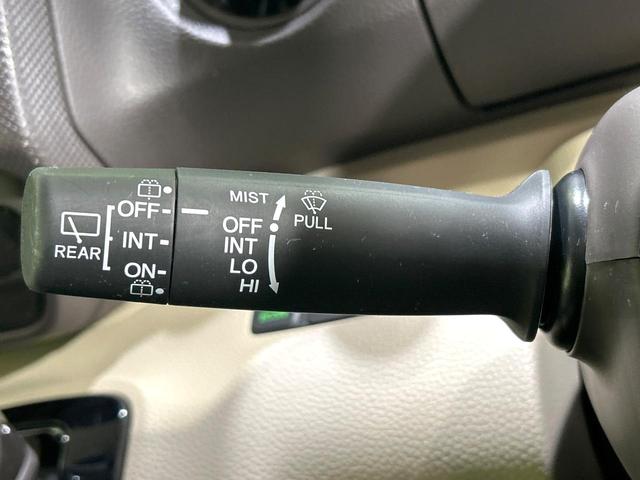 OFF
INT
ON
REAR
MIST
OFF
INT
LO
HI
PULL